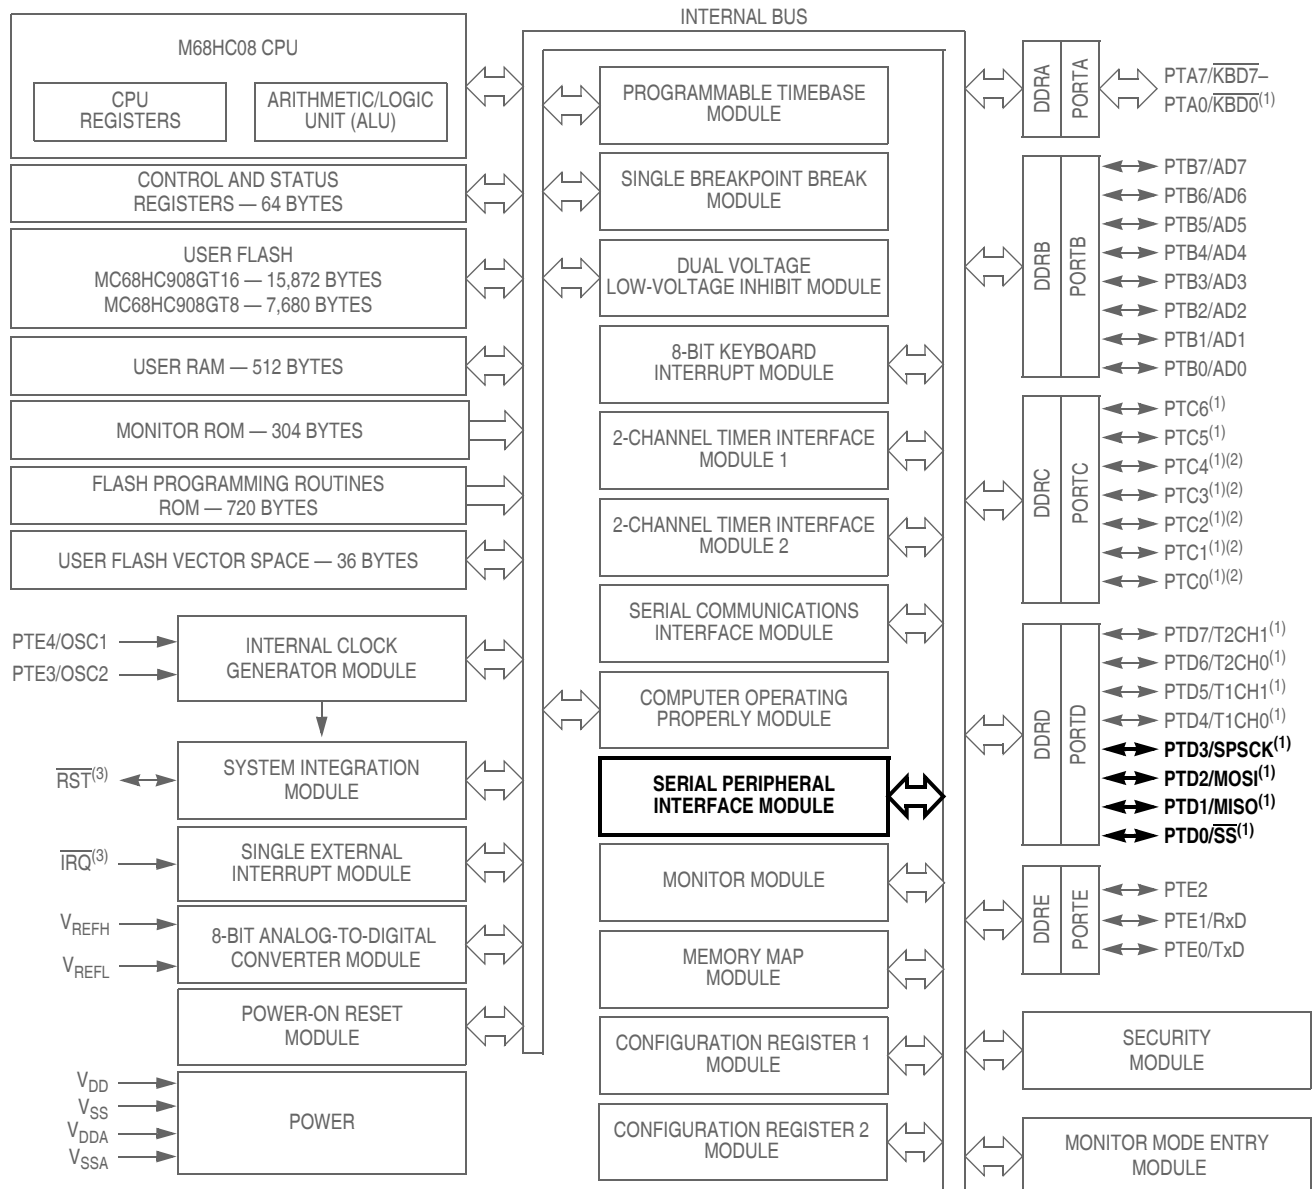 INTERNAL BUS
M68HC08 CPU
CPU
REGISTERS
ARITHMETIC/LOGIC
UNIT (ALU)
CONTROL AND STATUS
REGISTERS — 64 BYTES
USER FLASH
MC68HC908GT16 — 15,872 BYTES
MC68HC908GT8 — 7,680 BYTES
USER RAM — 512 BYTES
MONITOR ROM — 304 BYTES
FLASH PROGRAMMING ROUTINES
ROM — 720 BYTES
USER FLASH VECTOR SPACE — 36 BYTES
PTE4/OSC1
PTE3/OSC2
INTERNAL CLOCK
GENERATOR MODULE
RST(3)
SYSTEM INTEGRATION
MODULE
IRQ(3)
SINGLE EXTERNAL
INTERRUPT MODULE
VREFH
VREFL
8-BIT ANALOG-TO-DIGITAL
CONVERTER MODULE
POWER-ON RESET
MODULE
VDD
VSS
VDDA
VSSA
POWER
PROGRAMMABLE TIMEBASE
MODULE
SINGLE BREAKPOINT BREAK
MODULE
DUAL VOLTAGE
LOW-VOLTAGE INHIBIT MODULE
8-BIT KEYBOARD
INTERRUPT MODULE
2-CHANNEL TIMER INTERFACE
MODULE 1
2-CHANNEL TIMER INTERFACE
MODULE 2
SERIAL COMMUNICATIONS
INTERFACE MODULE
COMPUTER OPERATING
PROPERLY MODULE
SERIAL PERIPHERAL
INTERFACE MODULE
MONITOR MODULE
MEMORY MAP
MODULE
CONFIGURATION REGISTER 1
MODULE
CONFIGURATION REGISTER 2
MODULE
DDRA
PORTA
PTA7/KBD7–
PTA0/KBD0(1)
DDRB
PORTB
PTB7/AD7
PTB6/AD6
PTB5/AD5
PTB4/AD4
PTB3/AD3
PTB2/AD2
PTB1/AD1
PTB0/AD0
DDRC
PORTC
PTC6(1)
PTC5(1)
PTC4(1)(2)
PTC3(1)(2)
PTC2(1)(2)
PTC1(1)(2)
PTC0(1)(2)
DDRD
PORTD
PTD7/T2CH1(1)
PTD6/T2CH0(1)
PTD5/T1CH1(1)
PTD4/T1CH0(1)
PTD3/SPSCK(1)
PTD2/MOSI(1)
PTD1/MISO(1)
PTD0/SS(1)
DDRE
PORTE
PTE2
PTE1/RxD
PTE0/TxD
SECURITY
MODULE
MONITOR MODE ENTRY
MODULE